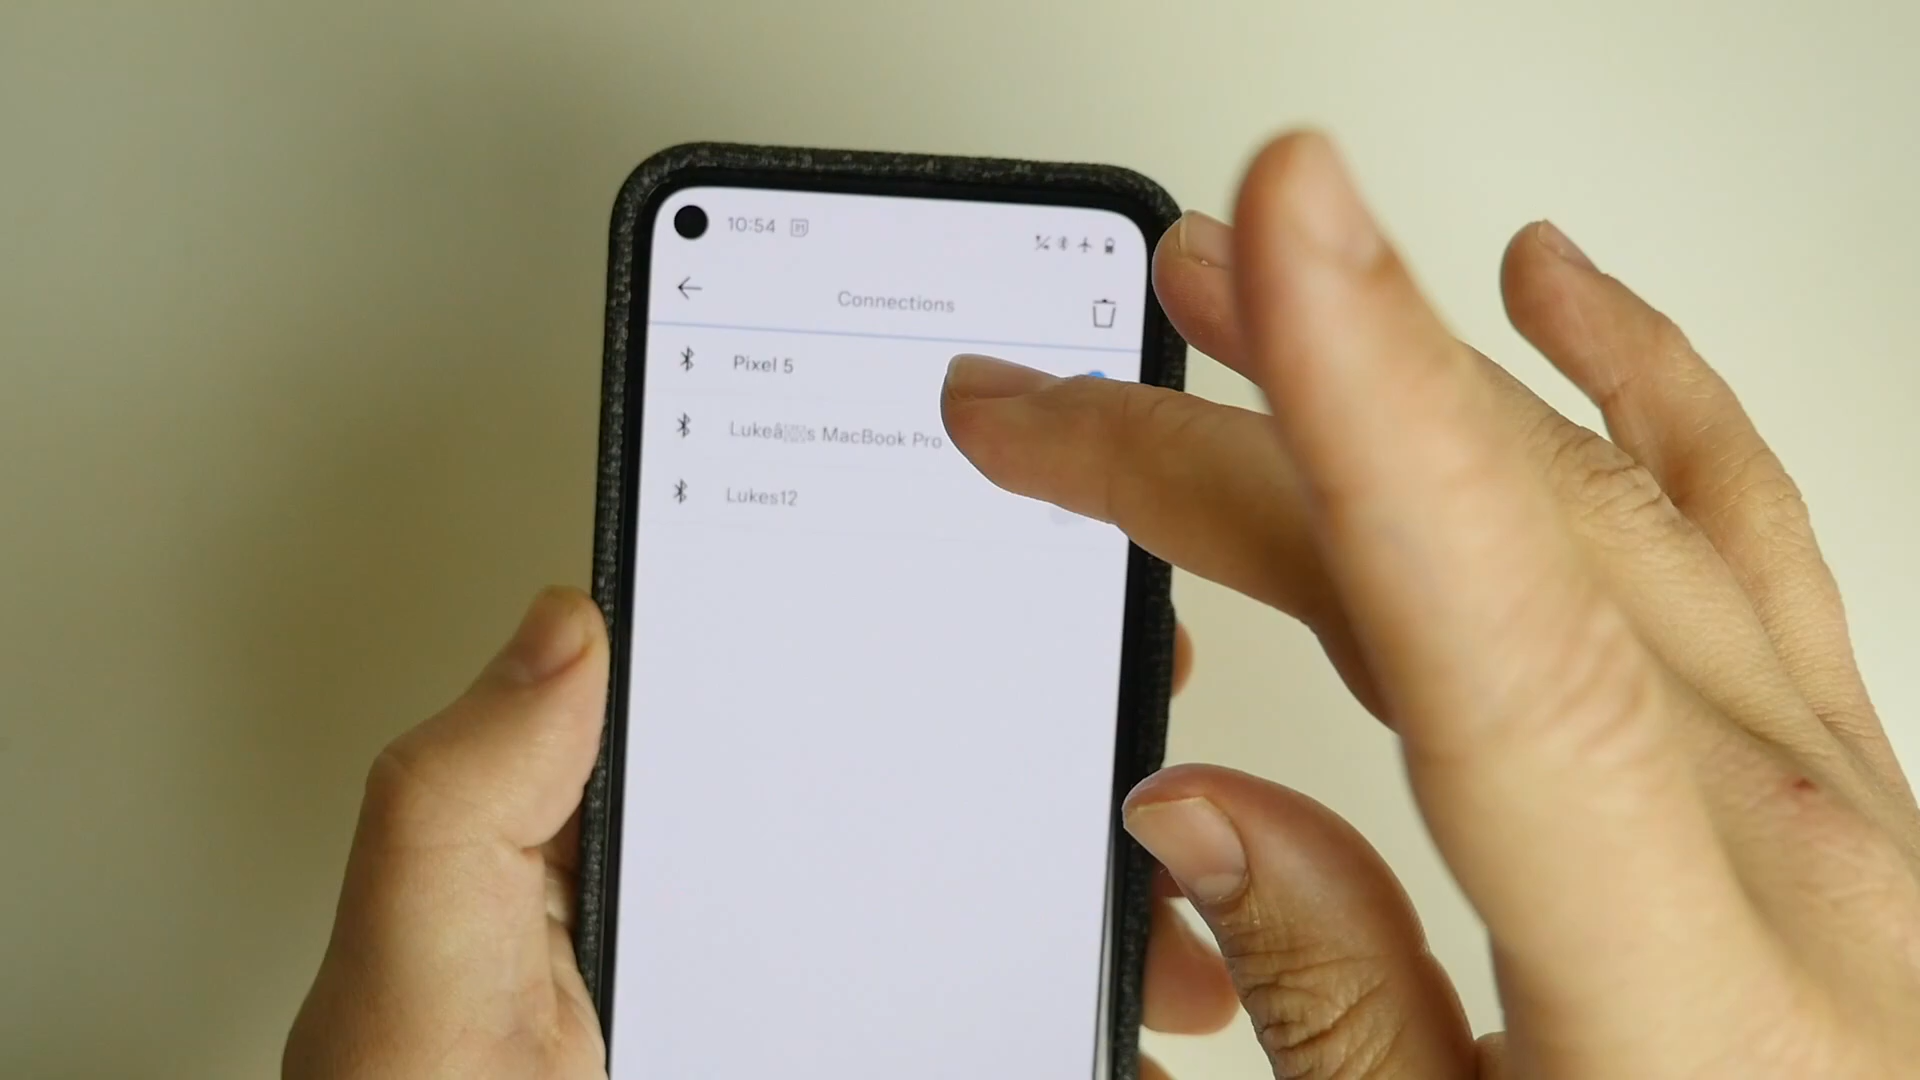 10:54
Connections
Pixel 5
Lukeâ␦␦s MacBook Pro
Lukes12